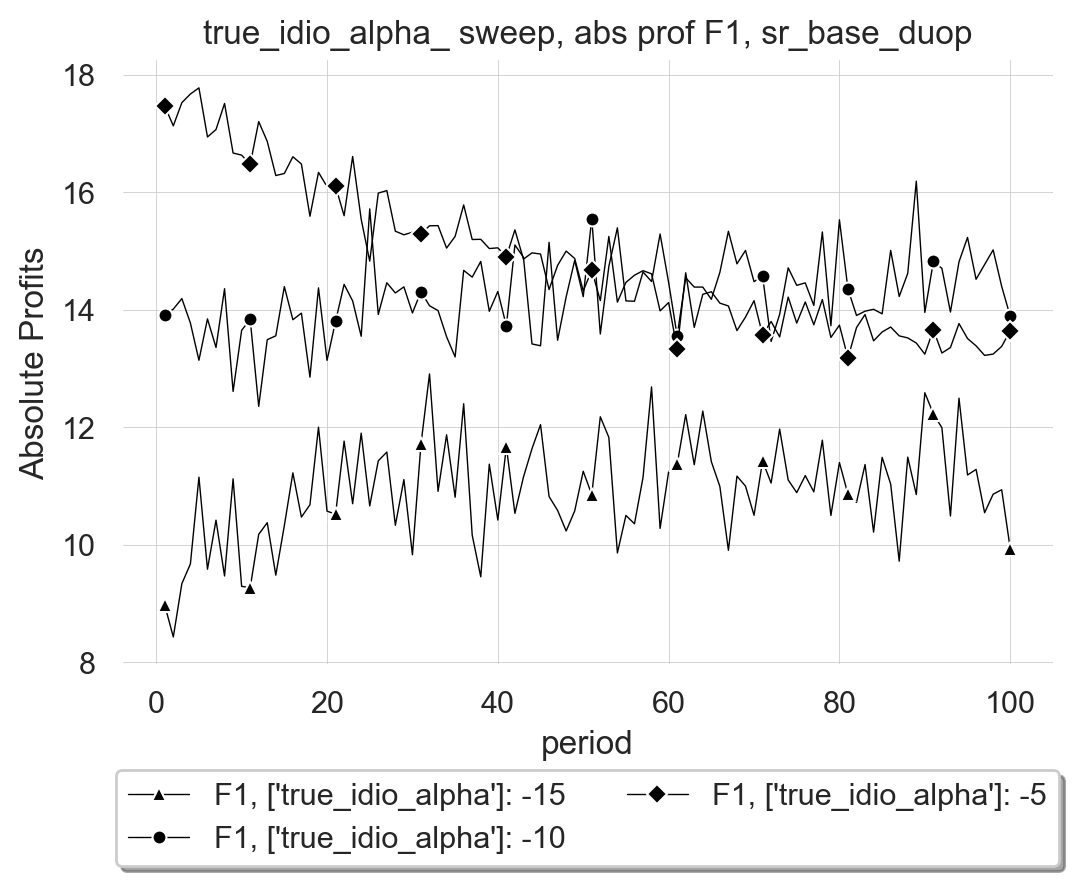 true_idio_alpha_ sweep, abs prof F1, sr_base_duop
Absolute Profits
18
16
14
12
10
8
0 20 40 60 80 100
period
F1, ['true_idio_alpha']: -15
F1, ['true_idio_alpha']: -10
F1, ['true_idio_alpha']: -5